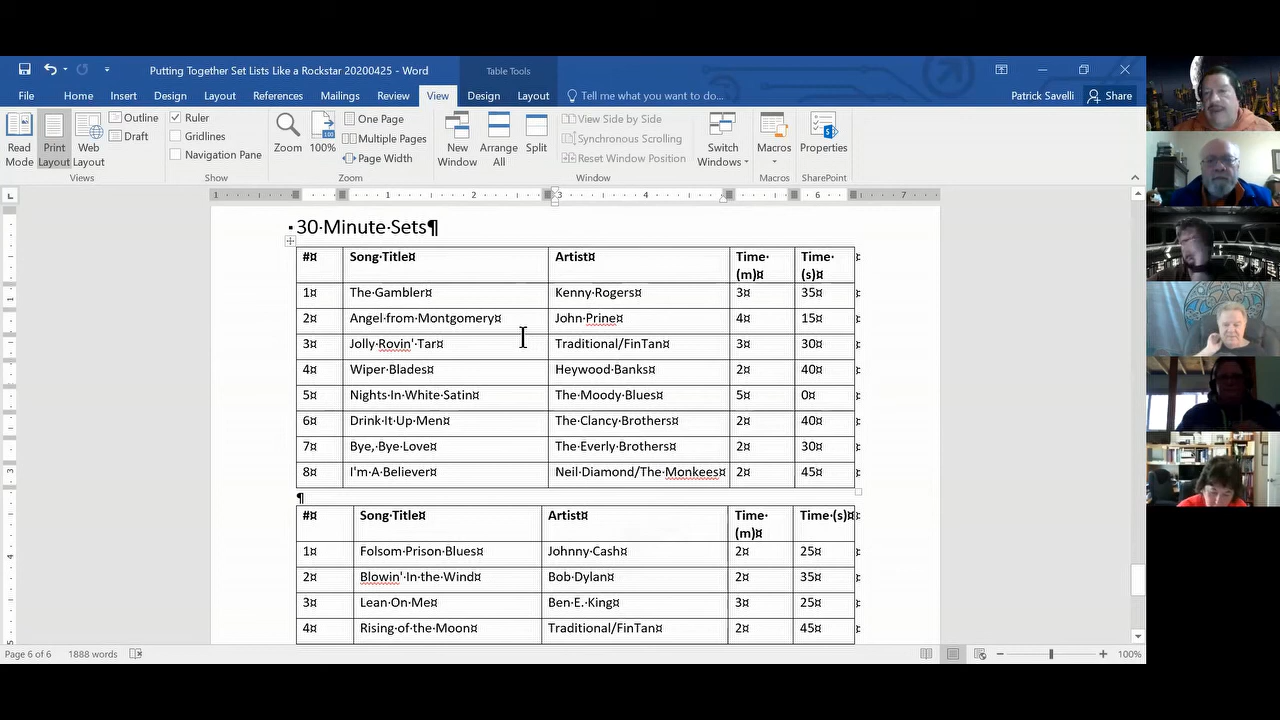 Putting Together Set Lists Like a Rockstar 20200425 - Word
Table Tools
File Home Insert Design Layout References Mailings Review View Design Layout Tell me what you want to do... Patrick Savelli Share
Read Mode
Print Layout
Web Layout
Outline
Draft
Views
Ruler
Gridlines
Navigation Pane
Show
Zoom
100%
One Page
Multiple Pages
Page Width
Zoom
New Window
Arrange All
Split
View Side by Side
Synchronous Scrolling
Reset Window Position
Window
Switch Windows
Macros
Macros
Properties
SharePoint
1 1 2 3 4 5 6 7
30·Minute·Sets¶
#¤ Song·Title¤ Artist¤ Time·(m)¤ Time·(s)¤
1¤ The·Gambler¤ Kenny·Rogers¤ 3¤ 35¤
2¤ Angel·from·Montgomery¤ John·Prine¤ 4¤ 15¤
3¤ Jolly·Rovin'·Tar¤ Traditional/FinTan¤ 3¤ 30¤
4¤ Wiper·Blades¤ Heywood·Banks¤ 2¤ 40¤
5¤ Nights·In·White·Satin¤ The·Moody·Blues¤ 5¤ 0¤
6¤ Drink·It·Up·Men¤ The·Clancy·Brothers¤ 2¤ 40¤
7¤ Bye,·Bye·Love¤ The·Everly·Brothers¤ 2¤ 30¤
8¤ I'm·A·Believer¤ Neil·Diamond/The·Monkees¤ 2¤ 45¤
¶
#¤ Song·Title¤ Artist¤ Time·(m)¤ Time·(s)¤
1¤ Folsom·Prison·Blues¤ Johnny·Cash¤ 2¤ 25¤
2¤ Blowin'·In·the·Wind¤ Bob·Dylan¤ 2¤ 35¤
3¤ Lean·On·Me¤ Ben·E.·King¤ 3¤ 25¤
4¤ Rising·of·the·Moon¤ Traditional/FinTan¤ 2¤ 45¤
Page 6 of 6 1888 words 100%